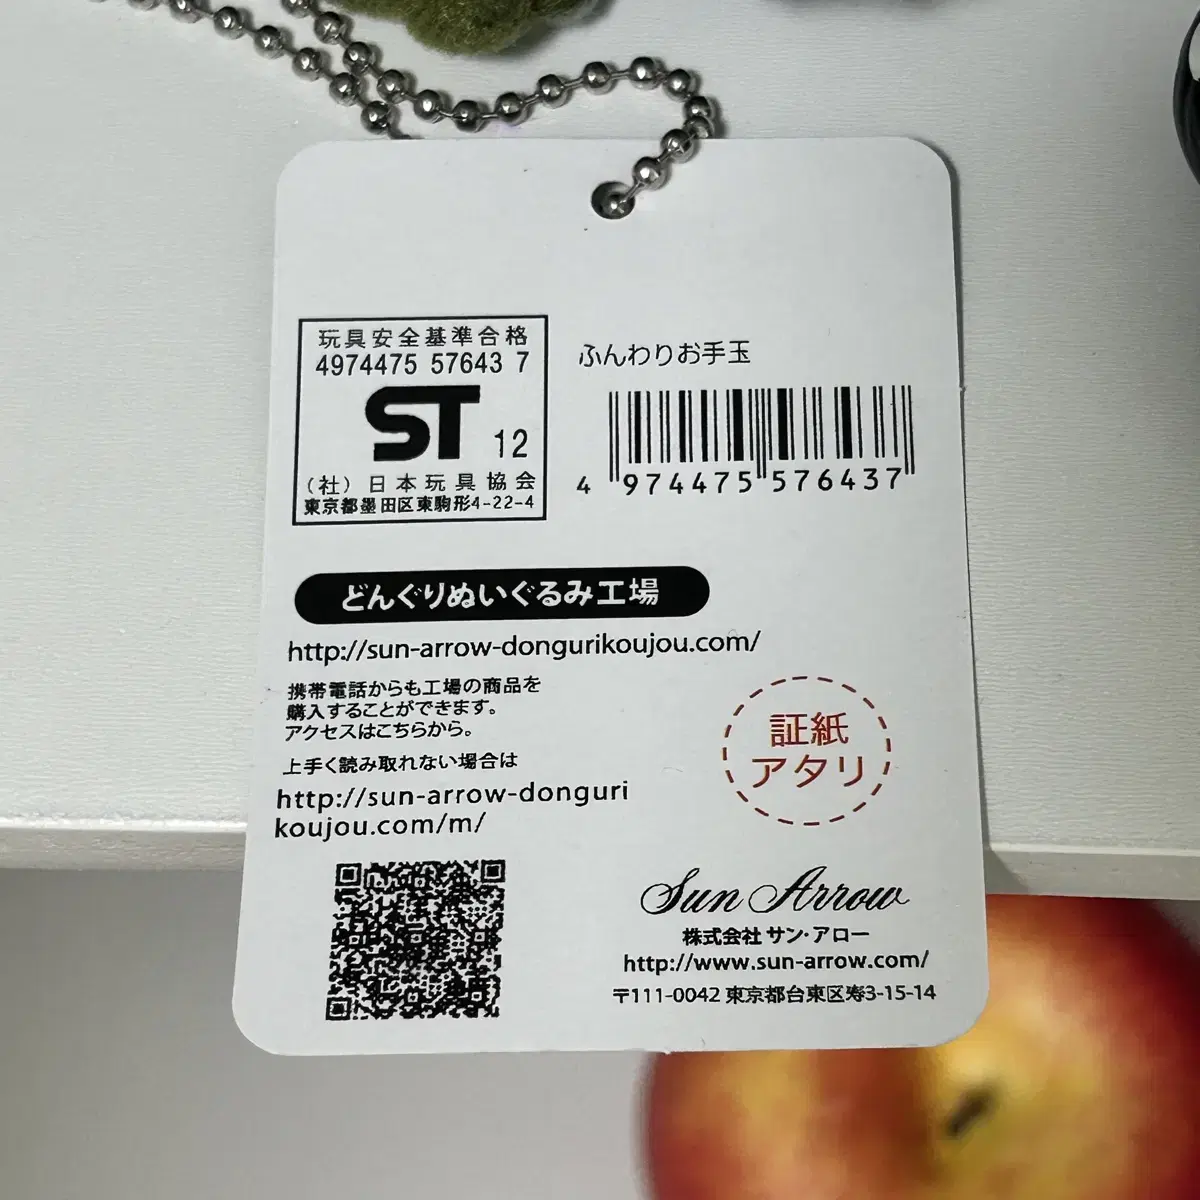 玩具安全基準合格
4974475 57643 7
ST 12
(社)日本玩具協会
東京都墨田区東駒形4-22-4
ふんわりお手玉
4 974475 576437
どんぐりぬいぐるみ工場
http://sun-arrow-dongurikoujou.com/
携帯電話からも工場の商品を
購入することができます。
アクセスはこちらから。
上手く読み取れない場合は
http://sun-arrow-donguri
koujou.com/m/
証紙
アタリ
Sun Arrow
株式会社 サン・アロー
http://www.sun-arrow.com/
〒111-0042 東京都台東区寿3-15-14